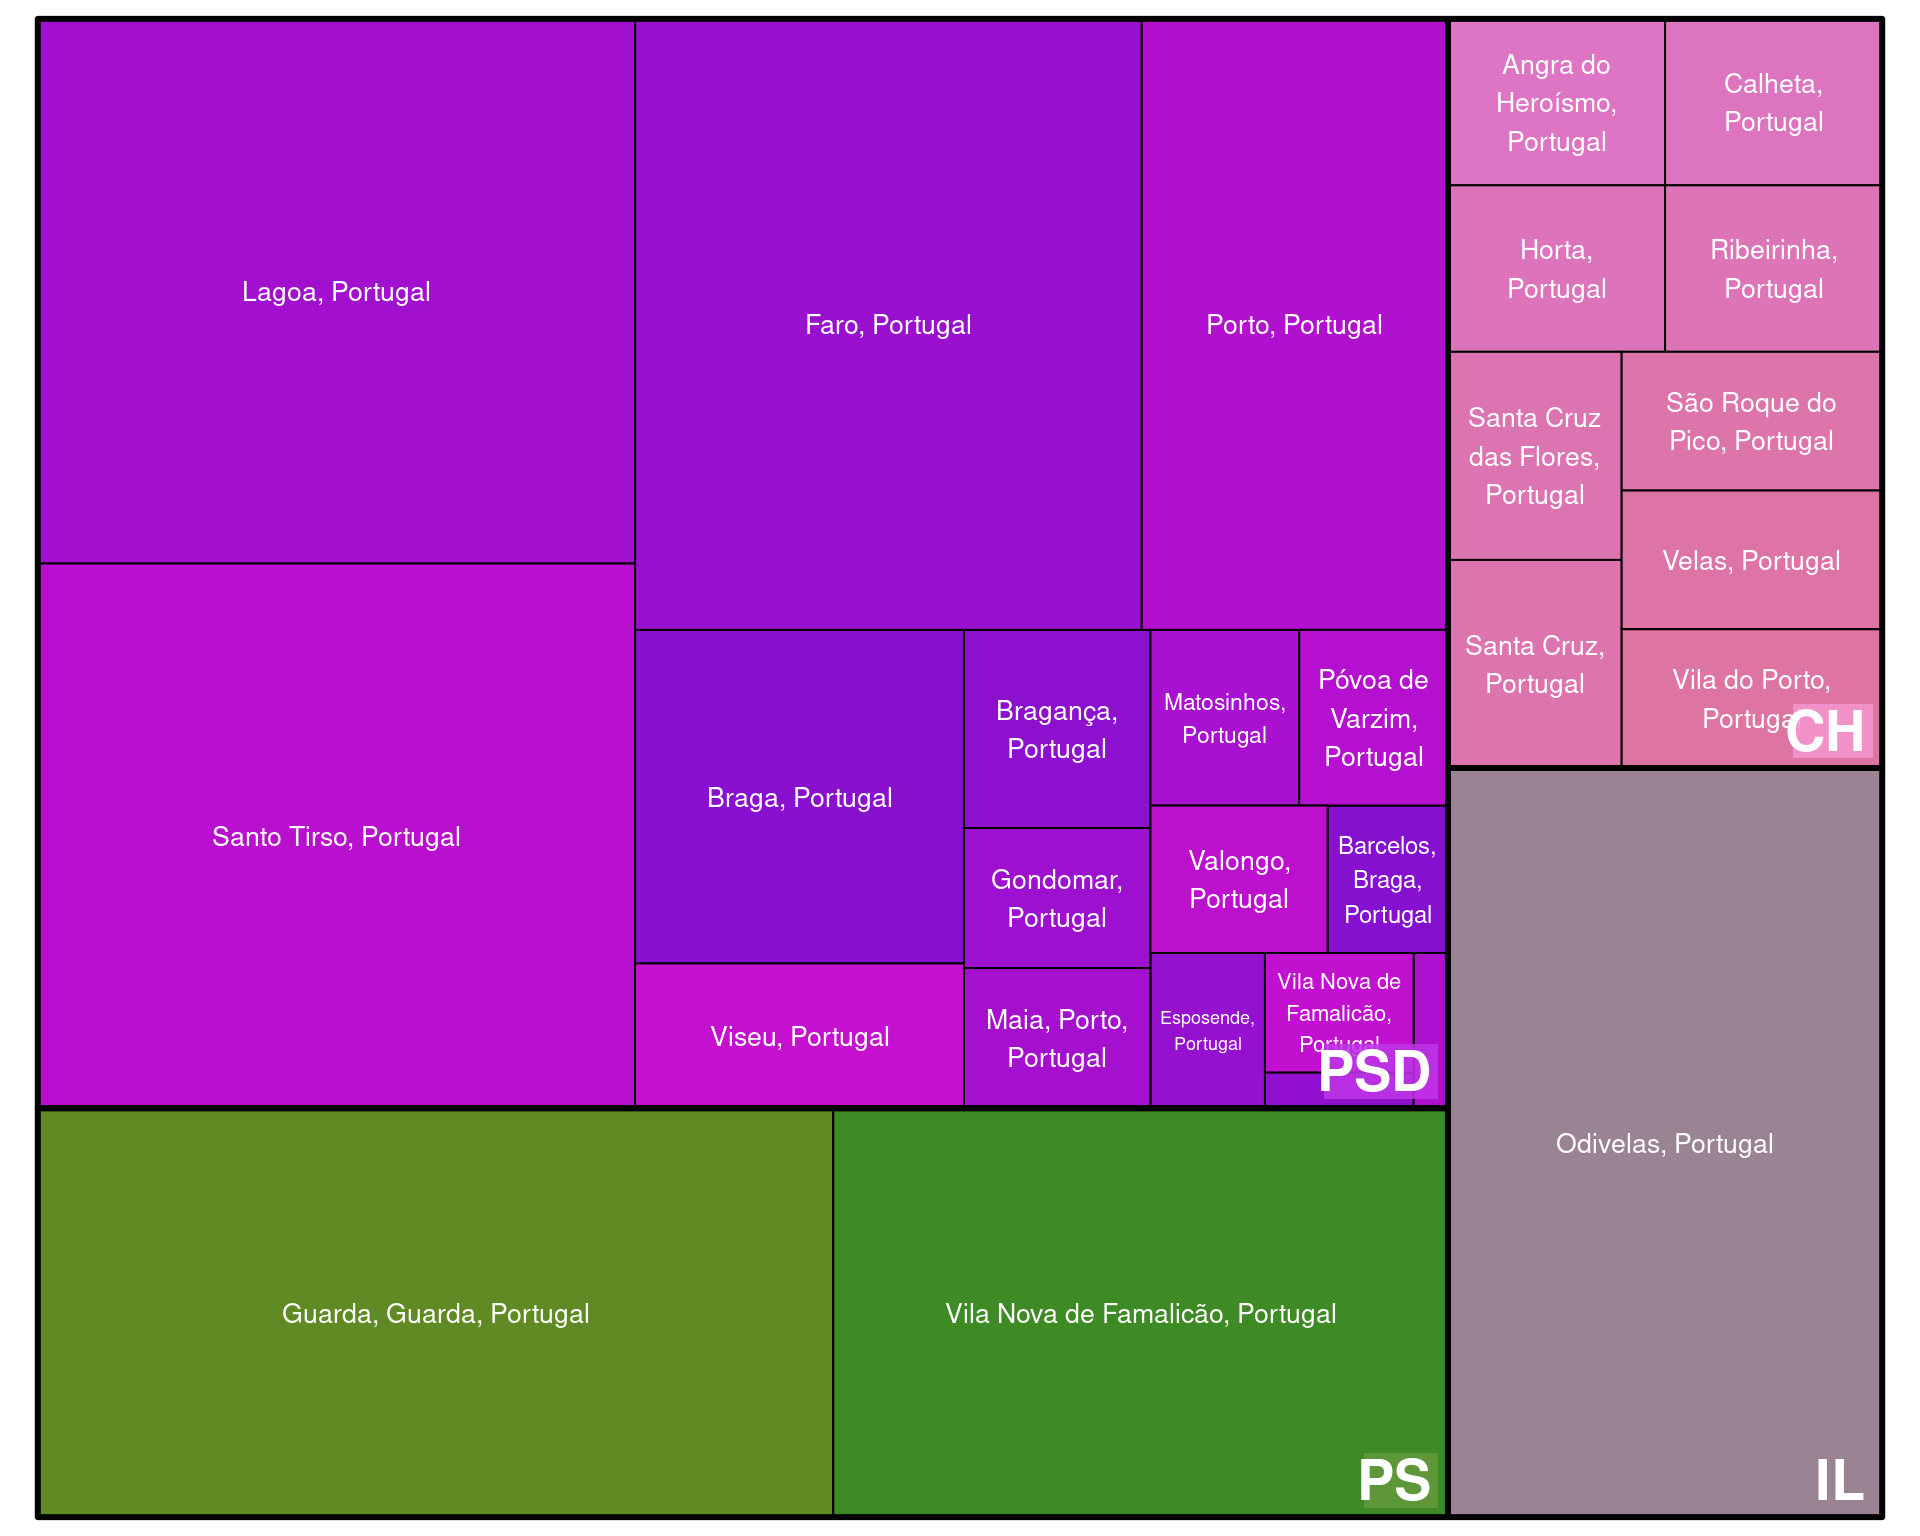 Lagoa, Portugal
Santo Tirso, Portugal
Faro, Portugal
Porto, Portugal
Braga, Portugal
Viseu, Portugal
Bragança,
Portugal
Gondomar,
Portugal
Maia, Porto,
Portugal
Matosinhos,
Portugal
Póvoa de
Varzim,
Portugal
Valongo,
Portugal
Barcelos,
Braga,
Portugal
Esposende,
Portugal
Vila Nova de
Famalicão,
Portugal
PSD
Guarda, Guarda, Portugal
Vila Nova de Famalicão, Portugal
PS
Angra do
Heroísmo,
Portugal
Calheta,
Portugal
Horta,
Portugal
Ribeirinha,
Portugal
Santa Cruz
das Flores,
Portugal
São Roque do
Pico, Portugal
Velas, Portugal
Santa Cruz,
Portugal
Vila do Porto,
Portugal
CH
Odivelas, Portugal
IL